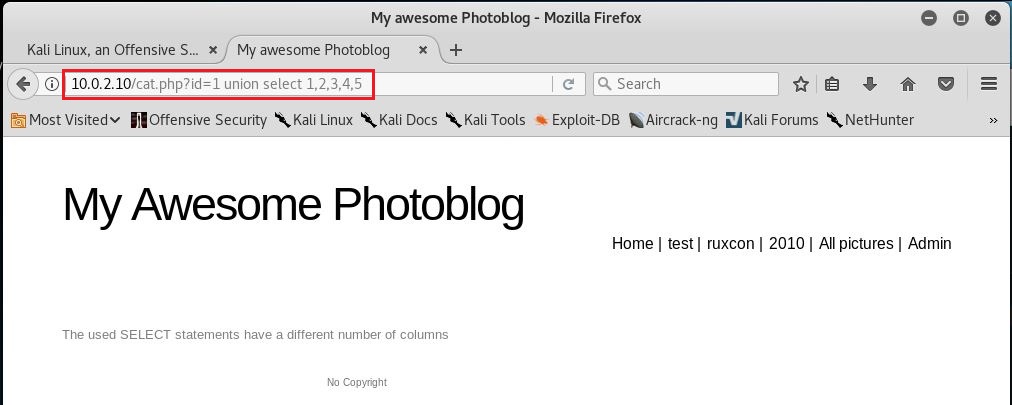 My awesome Photoblog - Mozilla Firefox
Kali Linux, an Offensive S... My awesome Photoblog
10.0.2.10/cat.php?id=1 union select 1,2,3,4,5 Search
Most Visited Offensive Security Kali Linux Kali Docs Kali Tools Exploit-DB Aircrack-ng Kali Forums NetHunter »
My Awesome Photoblog
Home | test | ruxcon | 2010 | All pictures | Admin
The used SELECT statements have a different number of columns
No Copyright